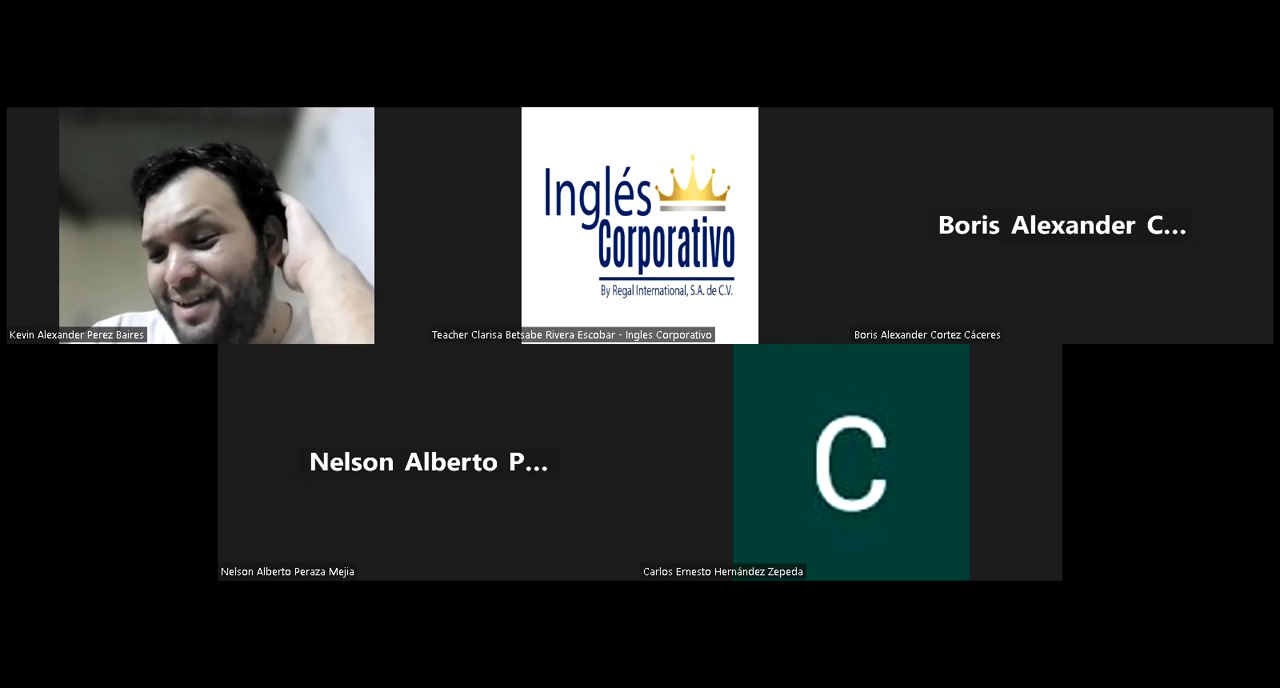 Inglés
Corporativo
By Regal International, S.A. de C.V.
Boris Alexander C...
Kevin Alexander Perez Baires
Teacher Clarisa Betsabe Rivera Escobar - Ingles Corporativo
Boris Alexander Cortez Cáceres
Nelson Alberto P...
C
Nelson Alberto Peraza Mejia
Carlos Ernesto Hernández Zepeda